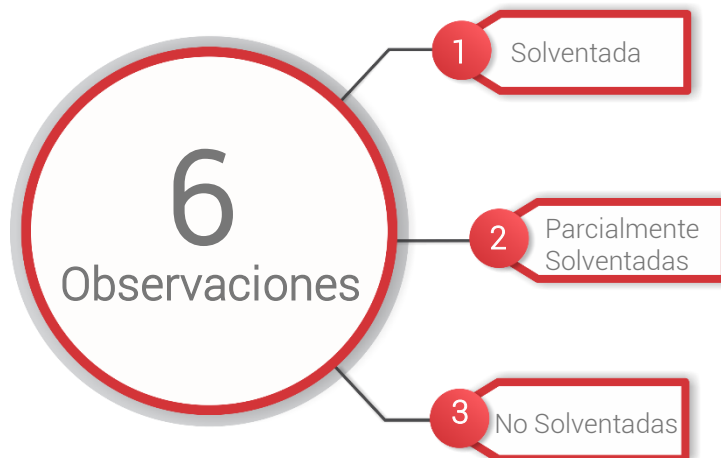 6
Observaciones
1
Solventada
2
Parcialmente
Solventadas
3
No Solventadas